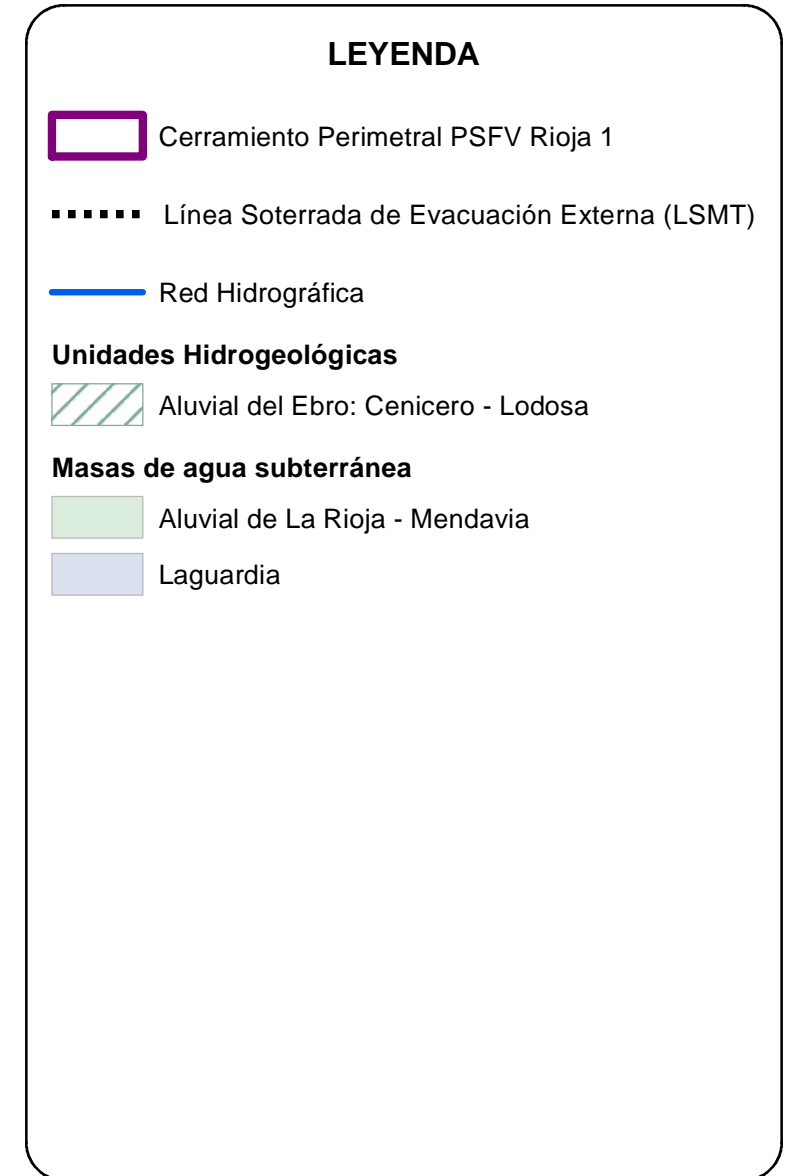 LEYENDA
Cerramiento Perimetral PSFV Rioja 1
Línea Soterrada de Evacuación Externa (LSMT)
Red Hidrográfica
Unidades Hidrogeológicas
Aluvial del Ebro: Cenicero - Lodosa
Masas de agua subterránea
Aluvial de La Rioja - Mendavia
Laguardia